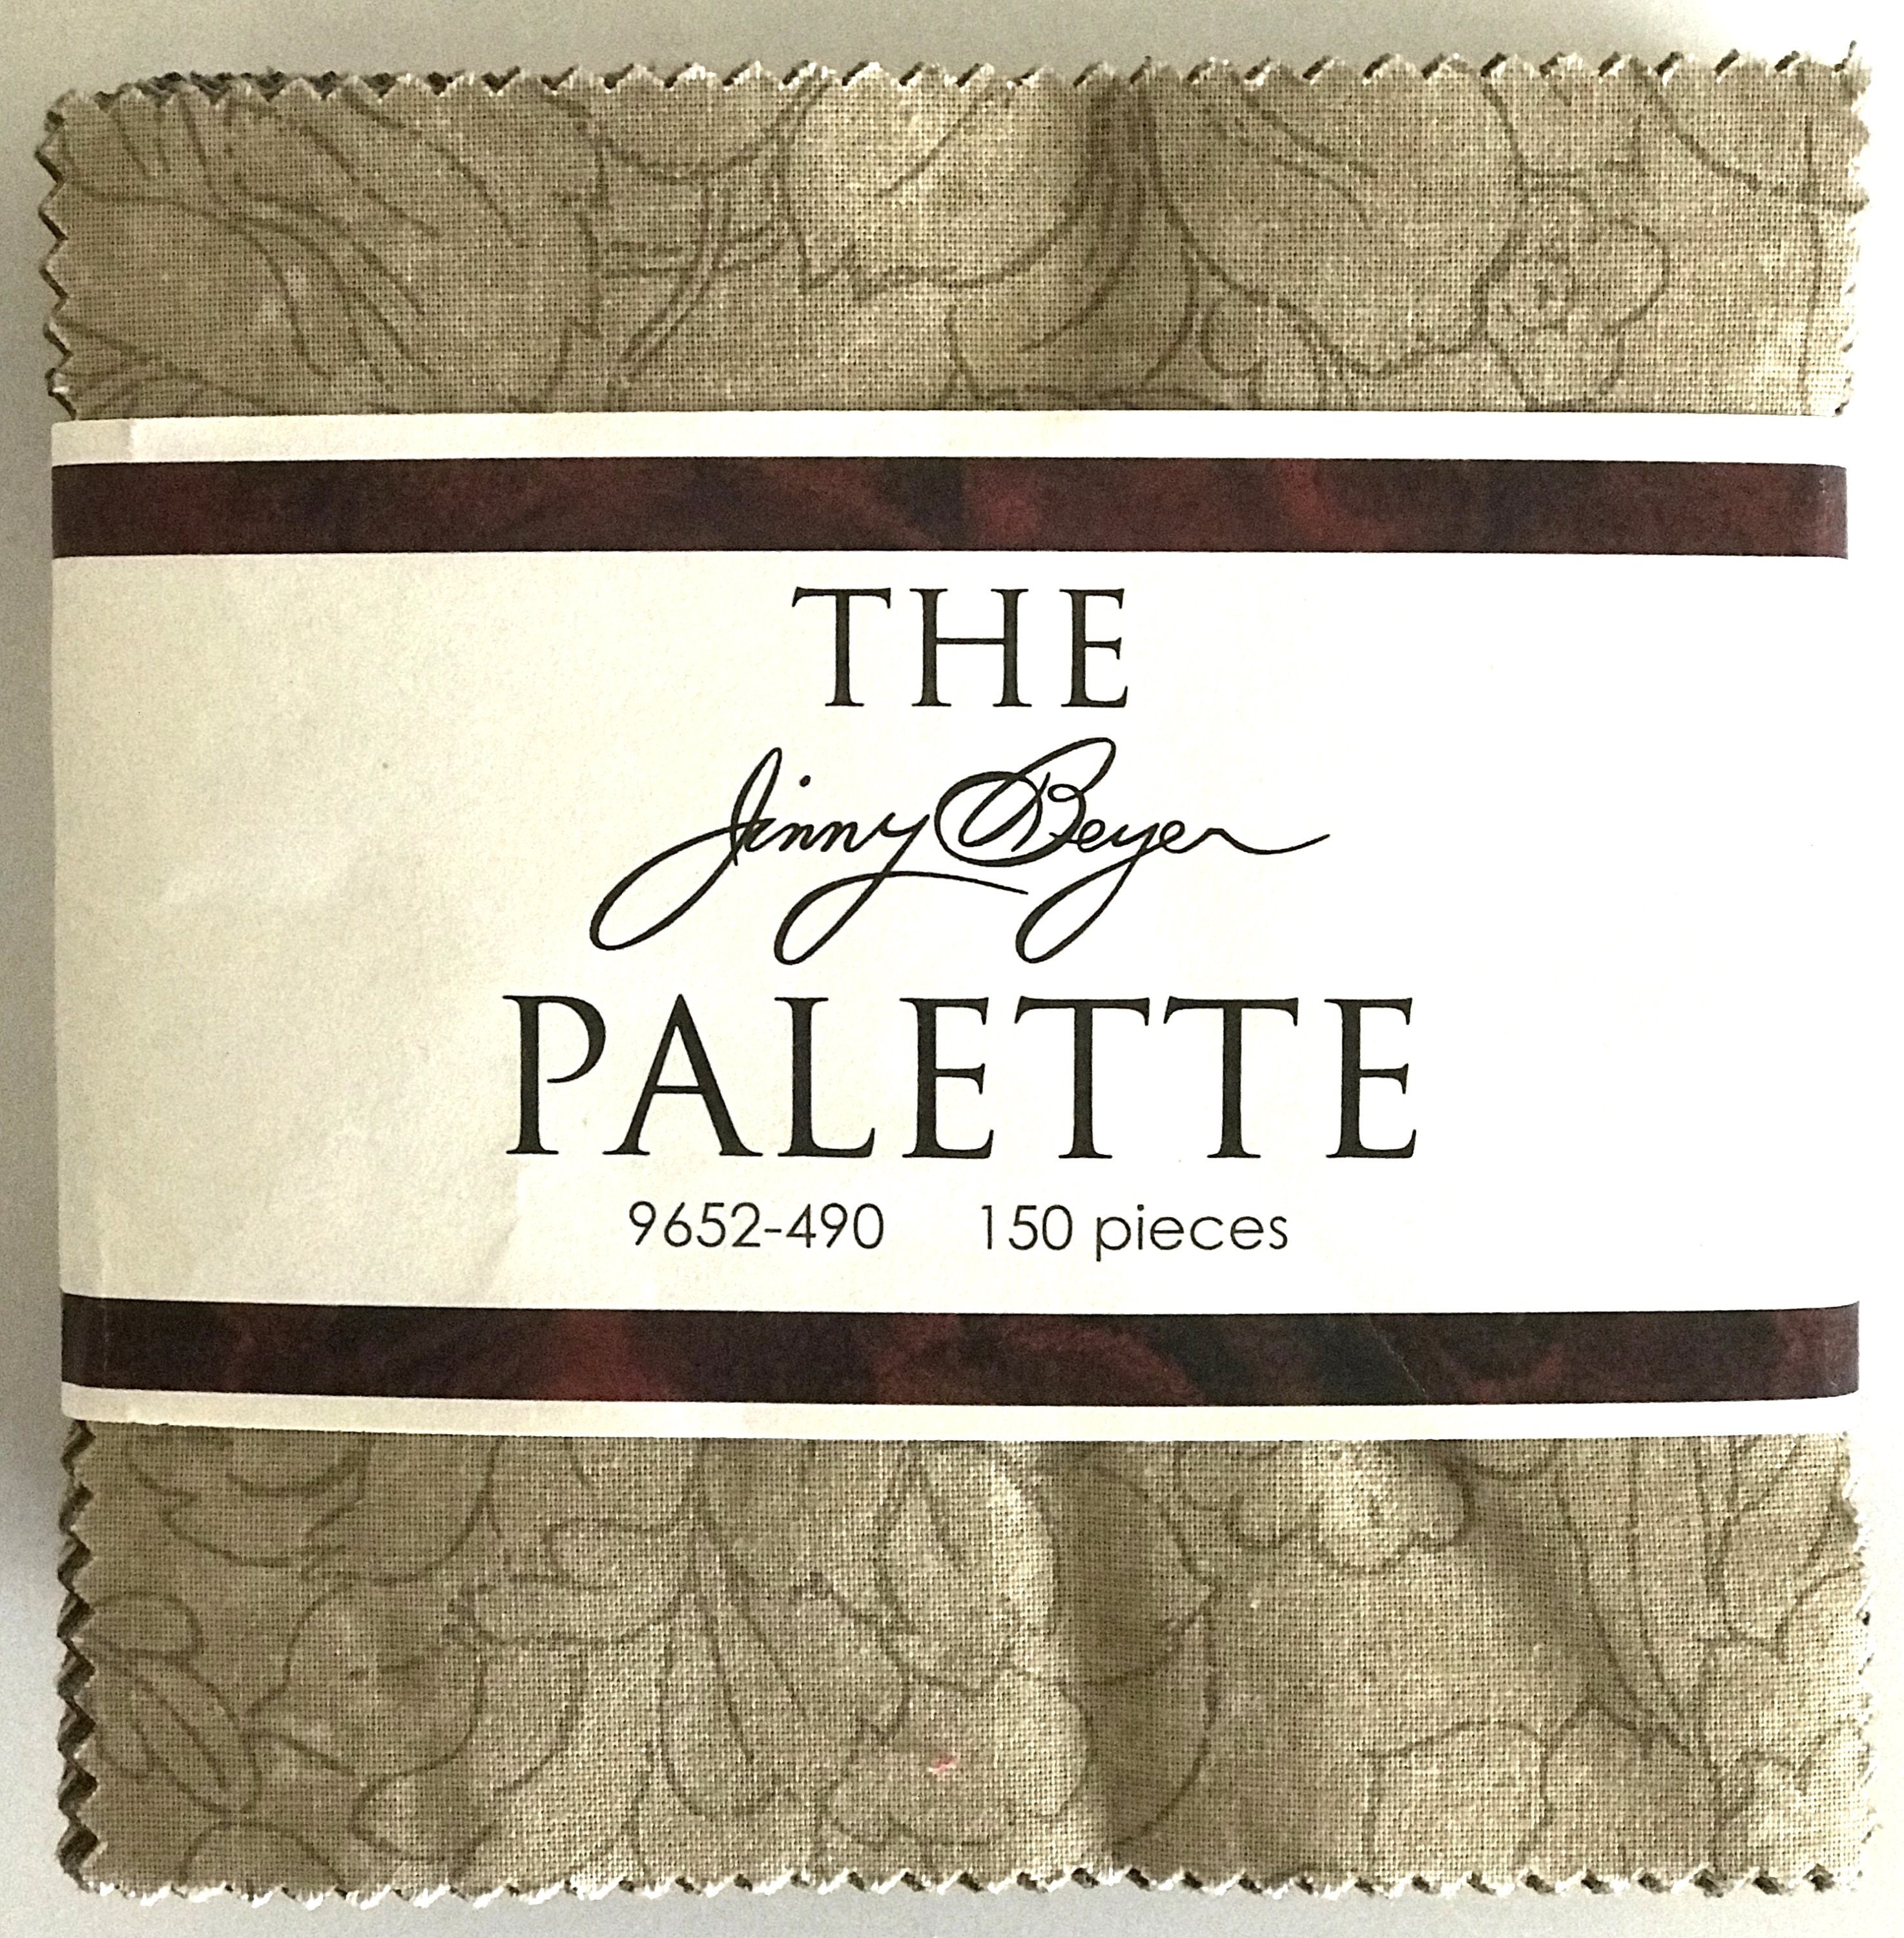 THE
Jinny Beyer
PALETTE
9652-490 150 pieces